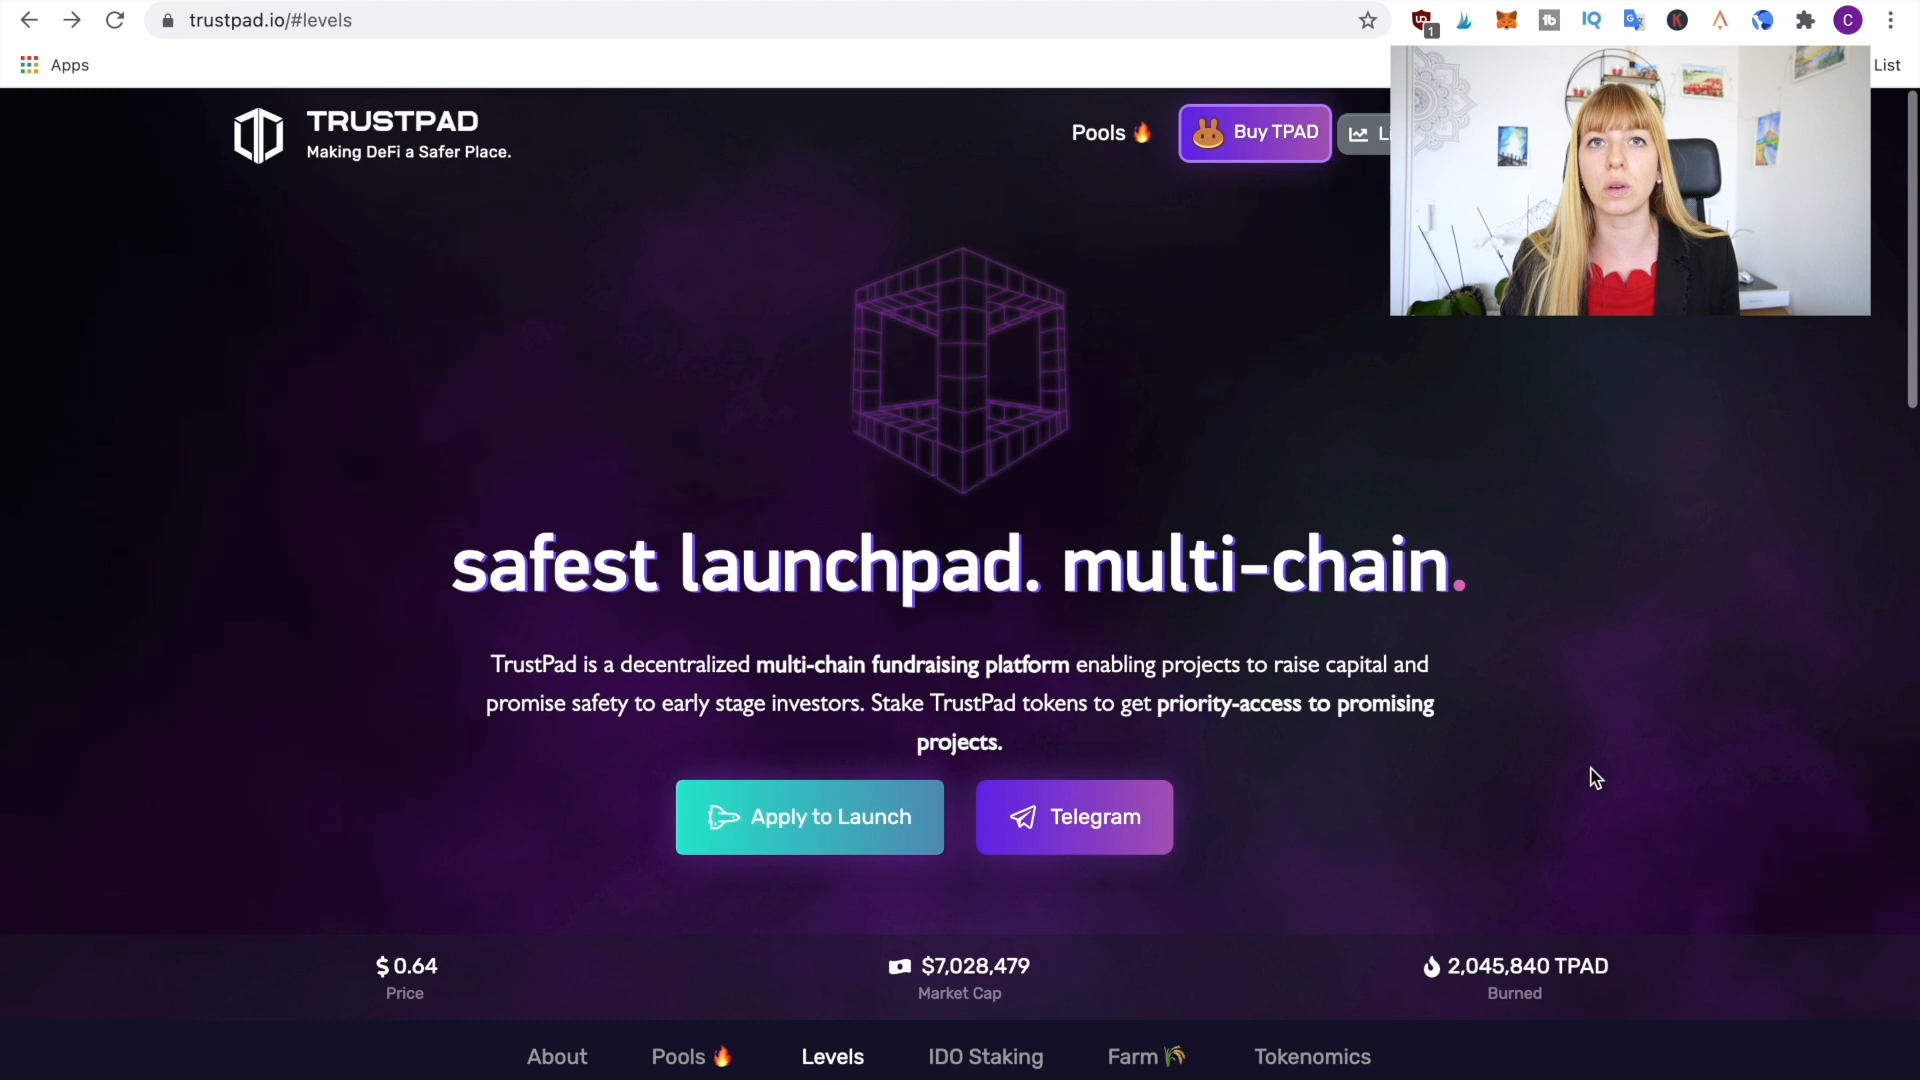 trustpad.io/#levels
1
tb
IQ
G
K
C
Apps
List
TRUSTPAD
Making DeFi a Safer Place.
Pools
Buy TPAD
safest launchpad. multi-chain.
TrustPad is a decentralized multi-chain fundraising platform enabling projects to raise capital and
promise safety to early stage investors. Stake TrustPad tokens to get priority-access to promising
projects.
Apply to Launch
Telegram
$ 0.64
Price
$7,028,479
Market Cap
2,045,840 TPAD
Burned
About
Pools
Levels
IDO Staking
Farm
Tokenomics